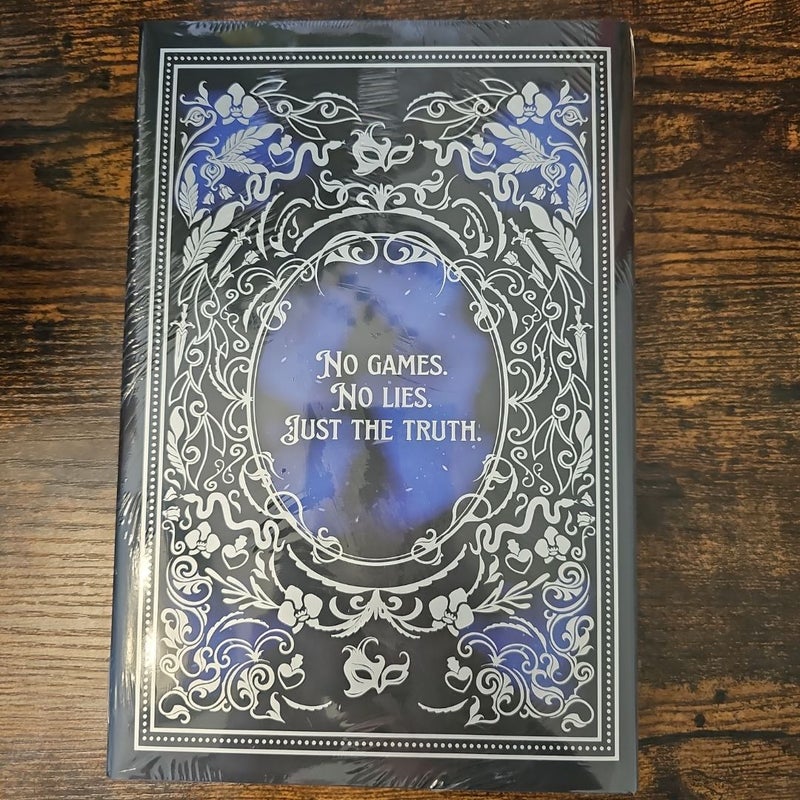 No games.
No lies.
Just the truth.